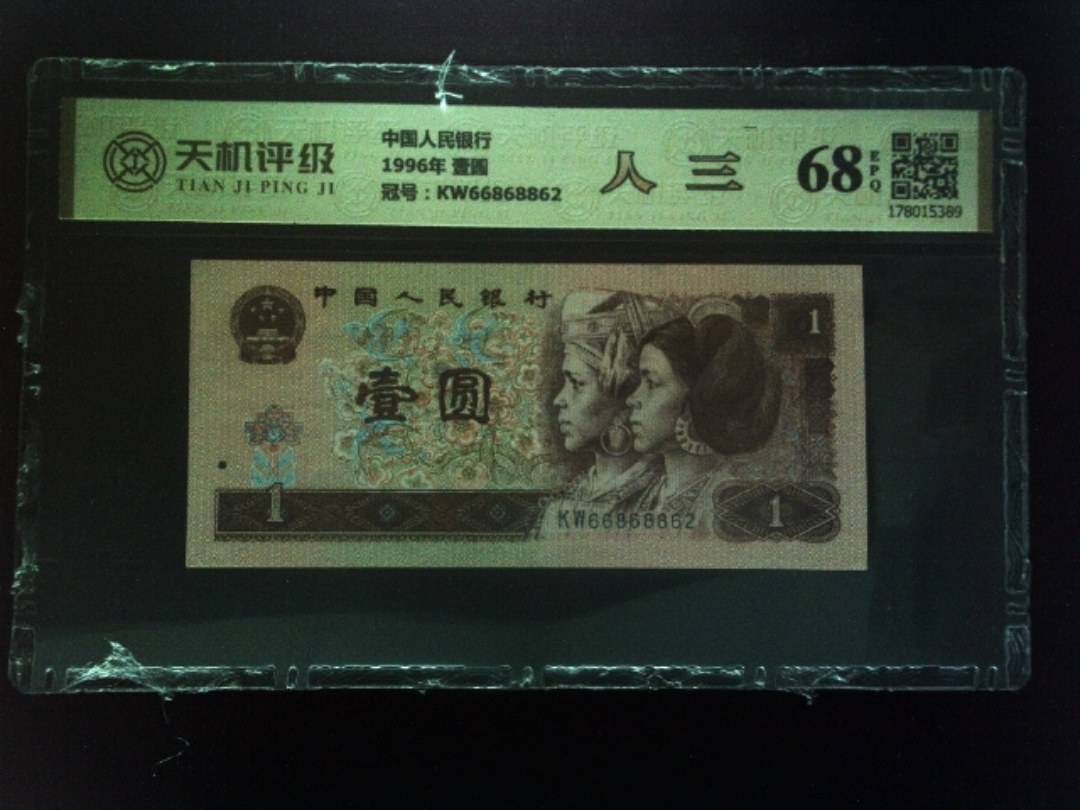 天机评级
TIAN JI PING JI
中国人民银行
1996年 壹圆
冠号：KW66868862
人 三
68
EPQ
178015389
中国人民银行
1
壹圆
1
KW66868862
1